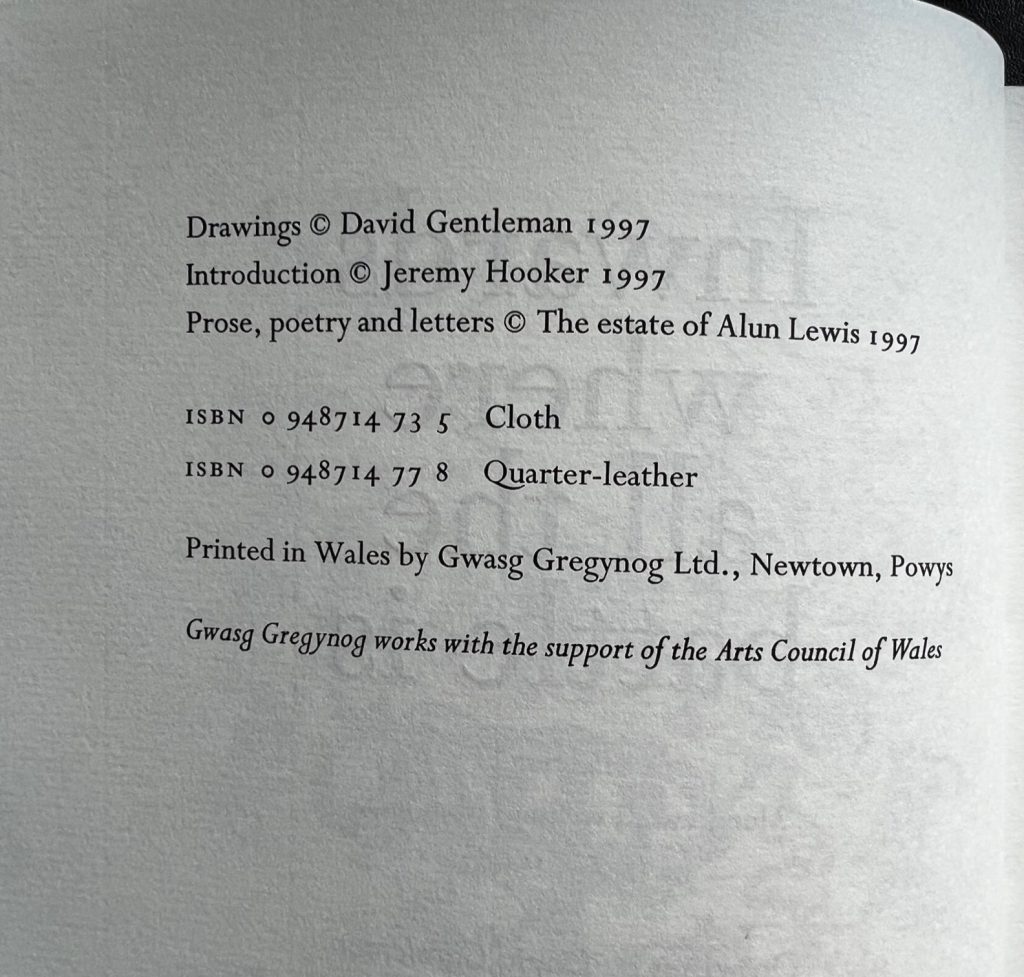 Drawings © David Gentleman 1997
Introduction © Jeremy Hooker 1997
Prose, poetry and letters © The estate of Alun Lewis 1997
ISBN 0 948714 73 5 Cloth
ISBN 0 948714 77 8 Quarter-leather
Printed in Wales by Gwasg Gregynog Ltd., Newtown, Powys
Gwasg Gregynog works with the support of the Arts Council of Wales